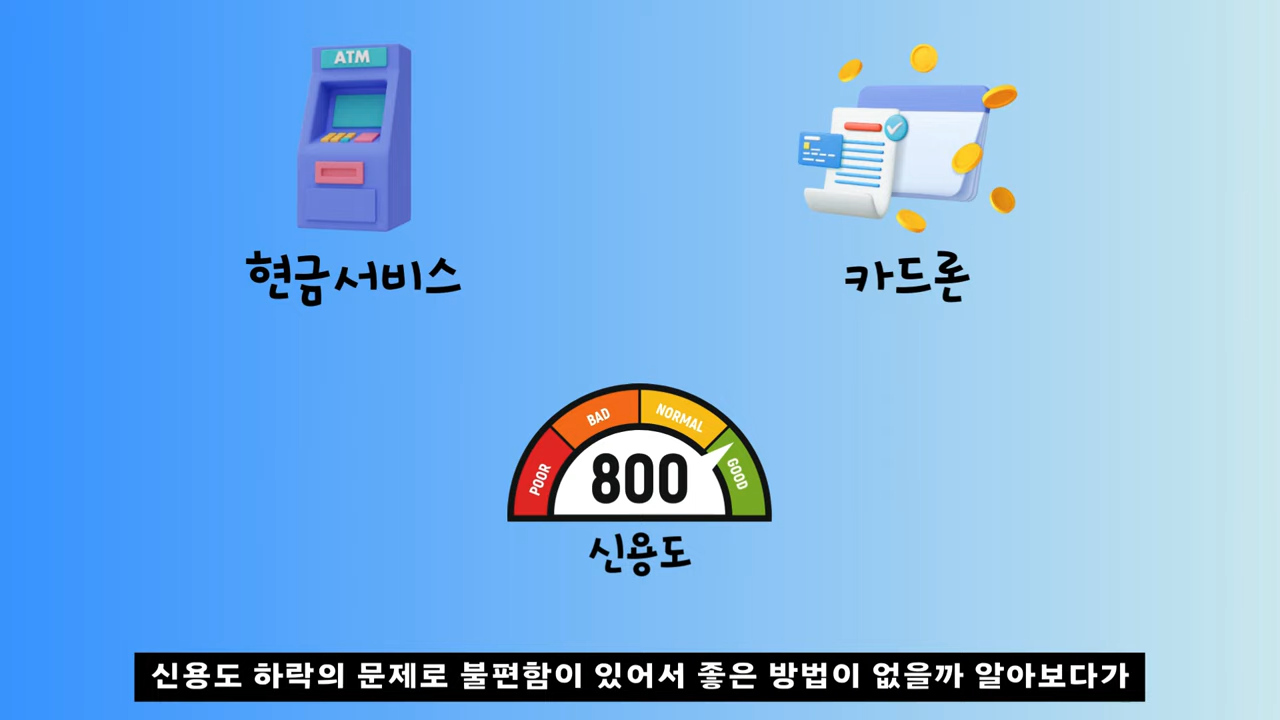 ATM
현금서비스
카드론
POOR
BAD
NORMAL
GOOD
800
신용도
신용도 하락의 문제로 불편함이 있어서 좋은 방법이 없을까 알아보다가